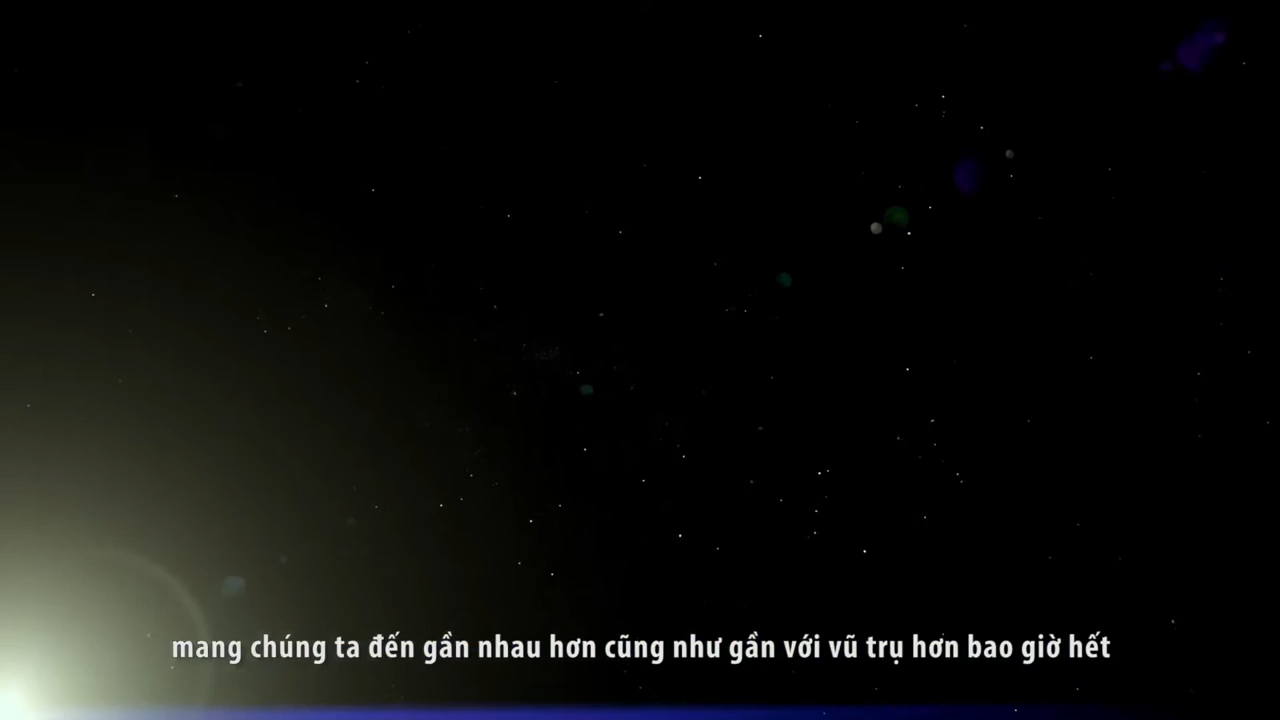 mang chúng ta đến gần nhau hơn cũng như gần với vũ trụ hơn bao giờ hết